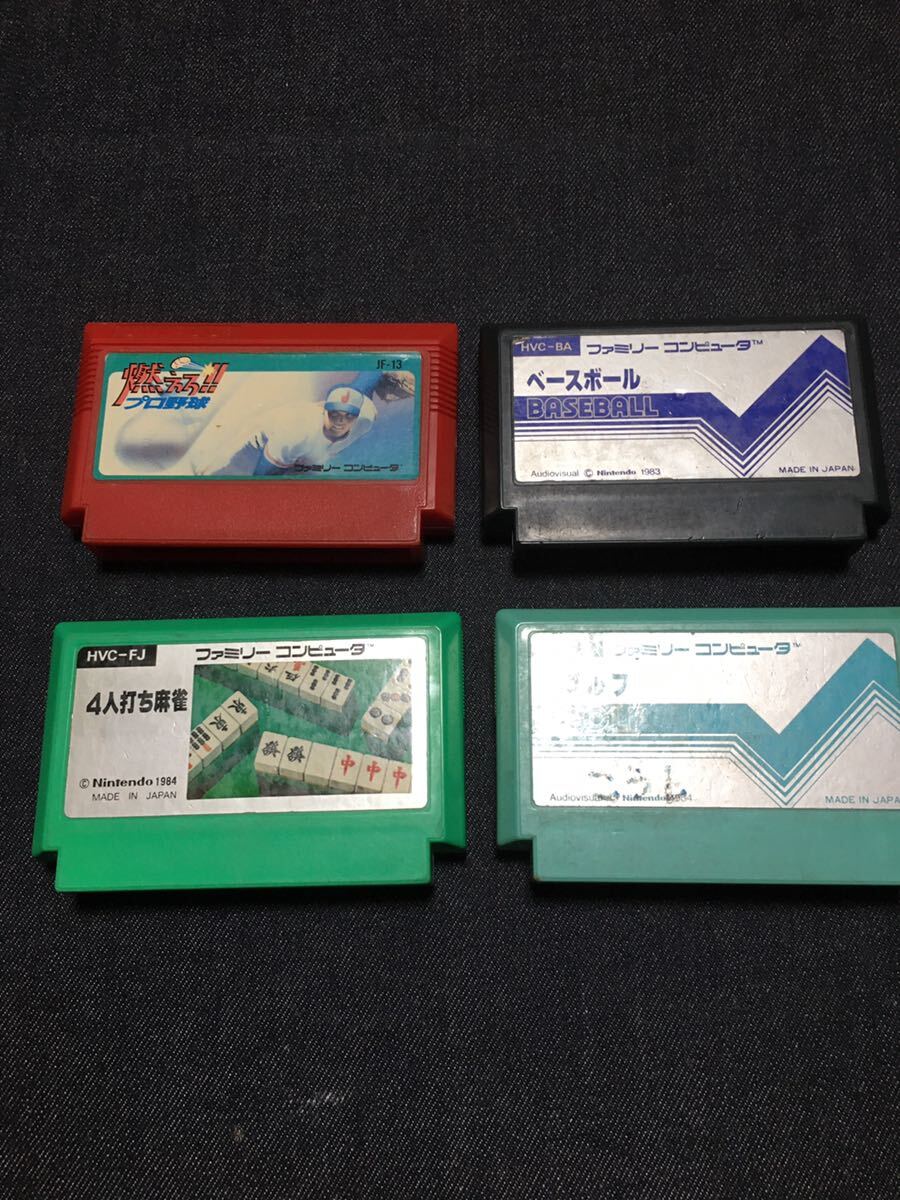 燃えろ!!
プロ野球
JF-13
ファミリー コンピュータ
HVC-BA ファミリー コンピュータ™
ベースボール
BASEBALL
Audiovisual © Nintendo 1983
MADE IN JAPAN
HVC-FJ
ファミリー コンピュータ™
4人打ち麻雀
© Nintendo 1984
MADE IN JAPAN
ファミリー コンピュータ™
ルフ
Nintendo
MADE IN JAPA